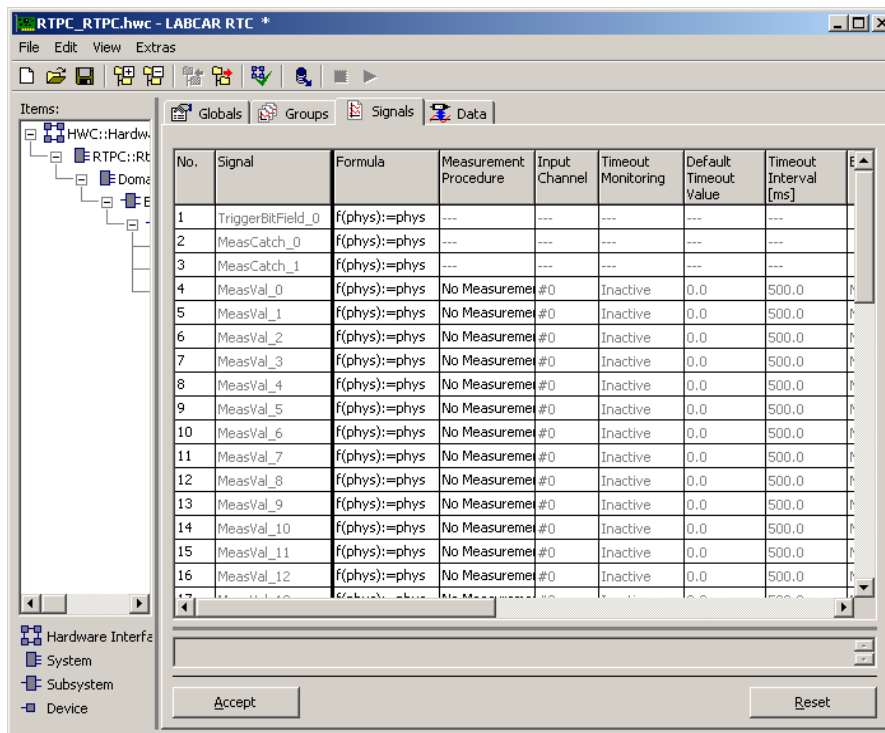 RTPC_RTPC.hwc - LABCAR RTC *
File Edit View Extras
Items:
HWC::Hardw
RTPC::Rt
Doma
E
Globals Groups Signals Data
No. Signal Formula Measurement Procedure Input Channel Timeout Monitoring Default Timeout Value Timeout Interval [ms]
1 TriggerBitField_0 f(phys):=phys --- --- --- --- ---
2 MeasCatch_0 f(phys):=phys --- --- --- --- ---
3 MeasCatch_1 f(phys):=phys --- --- --- --- ---
4 MeasVal_0 f(phys):=phys No Measuremer #0 Inactive 0.0 500.0
5 MeasVal_1 f(phys):=phys No Measuremer #0 Inactive 0.0 500.0
6 MeasVal_2 f(phys):=phys No Measuremer #0 Inactive 0.0 500.0
7 MeasVal_3 f(phys):=phys No Measuremer #0 Inactive 0.0 500.0
8 MeasVal_4 f(phys):=phys No Measuremer #0 Inactive 0.0 500.0
9 MeasVal_5 f(phys):=phys No Measuremer #0 Inactive 0.0 500.0
10 MeasVal_6 f(phys):=phys No Measuremer #0 Inactive 0.0 500.0
11 MeasVal_7 f(phys):=phys No Measuremer #0 Inactive 0.0 500.0
12 MeasVal_8 f(phys):=phys No Measuremer #0 Inactive 0.0 500.0
13 MeasVal_9 f(phys):=phys No Measuremer #0 Inactive 0.0 500.0
14 MeasVal_10 f(phys):=phys No Measuremer #0 Inactive 0.0 500.0
15 MeasVal_11 f(phys):=phys No Measuremer #0 Inactive 0.0 500.0
16 MeasVal_12 f(phys):=phys No Measuremer #0 Inactive 0.0 500.0
Hardware Interfa
System
Subsystem
Device
Accept Reset